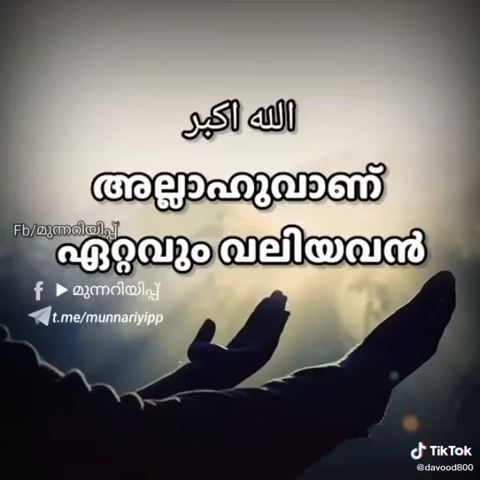 الله اكبر
അല്ലാഹുവാണ്
Fb/മുന്നറിയിപ്പ്
ഏറ്റവും വലിയവൻ
മുന്നറിയിപ്പ്
t.me/munnariyipp
TikTok
@davood800